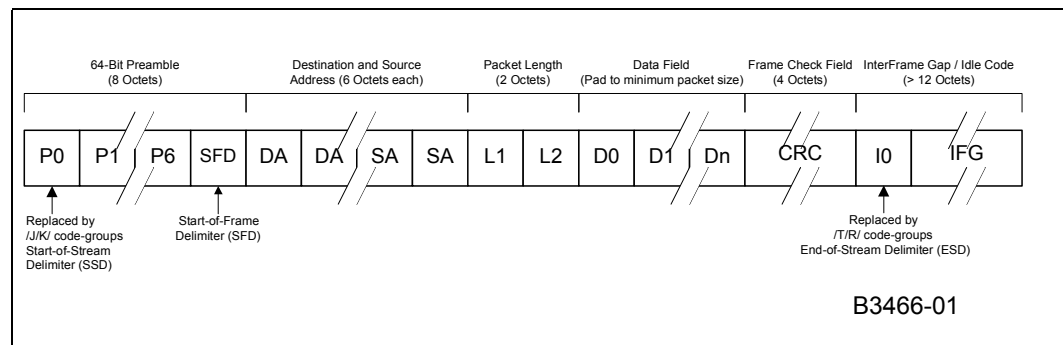 64-Bit Preamble
(8 Octets)
Destination and Source
Address (6 Octets each)
Packet Length
(2 Octets)
Data Field
(Pad to minimum packet size)
Frame Check Field
(4 Octets)
InterFrame Gap / Idle Code
(> 12 Octets)
P0 P1 P6 SFD DA DA SA SA L1 L2 D0 D1 Dn CRC I0 IFG
Replaced by
/J/K/ code-groups
Start-of-Stream
Delimiter (SSD)
Start-of-Frame
Delimiter (SFD)
Replaced by
/T/R/ code-groups
End-of-Stream Delimiter (ESD)
B3466-01